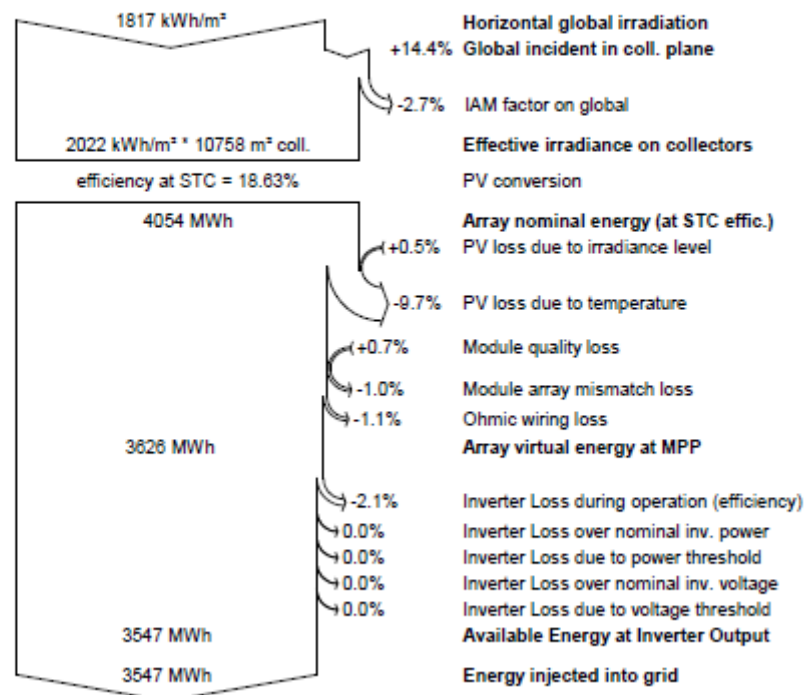 1817 kWh/m² Horizontal global irradiation
+14.4% Global incident in coll. plane
-2.7% IAM factor on global
2022 kWh/m² * 10758 m² coll. Effective irradiance on collectors
efficiency at STC = 18.63% PV conversion
4054 MWh Array nominal energy (at STC effic.)
+0.5% PV loss due to irradiance level
-9.7% PV loss due to temperature
+0.7% Module quality loss
-1.0% Module array mismatch loss
-1.1% Ohmic wiring loss
3626 MWh Array virtual energy at MPP
-2.1% Inverter Loss during operation (efficiency)
0.0% Inverter Loss over nominal inv. power
0.0% Inverter Loss due to power threshold
0.0% Inverter Loss over nominal inv. voltage
0.0% Inverter Loss due to voltage threshold
3547 MWh Available Energy at Inverter Output
3547 MWh Energy injected into grid